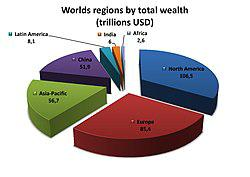 Worlds regions by total wealth
(trillions USD)
Latin America
8,1
India
6
Africa
2,6
China
51,9
North America
106,5
Asia-Pacific
56,7
Europe
85,4